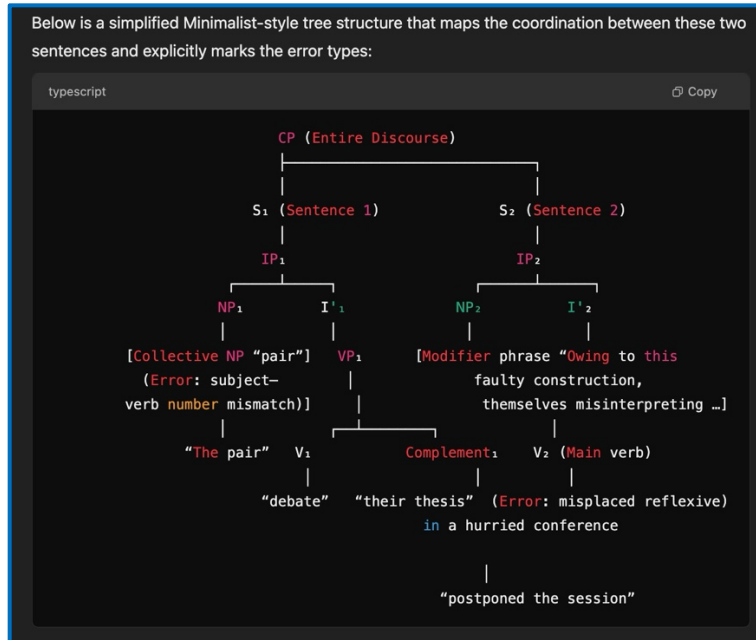 Below is a simplified Minimalist-style tree structure that maps the coordination between these two
sentences and explicitly marks the error types:
typescript Copy
CP (Entire Discourse)
S₁ (Sentence 1) S₂ (Sentence 2)
IP₁ IP₂
NP₁ I'₁ NP₂ I'₂
[Collective NP “pair”] VP₁ [Modifier phrase “Owing to this
(Error: subject– faulty construction,
verb number mismatch)] themselves misinterpreting …]
“The pair” V₁ Complement₁ V₂ (Main verb)
“debate” “their thesis” (Error: misplaced reflexive)
in a hurried conference
“postponed the session”